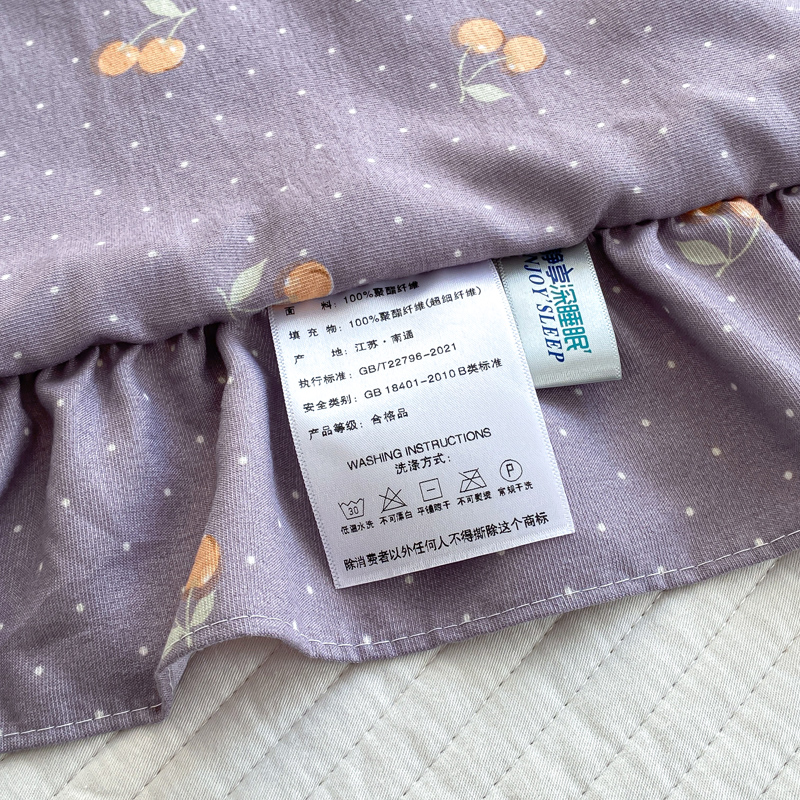 面 料: 100%聚酯纤维
填 充 物: 100%聚酯纤维(超细纤维)
产 地: 江苏·南通
执行标准: GB/T22796-2021
安全类别: GB 18401-2010 B类标准
产品等级: 合格品
WASHING INSTRUCTIONS
洗涤方式:
30
P
低温水洗 不可漂白 平铺晾干 不可熨烫 常规干洗
除消费者以外任何人不得撕除这个商标
享深睡眠
NJOY SLEEP